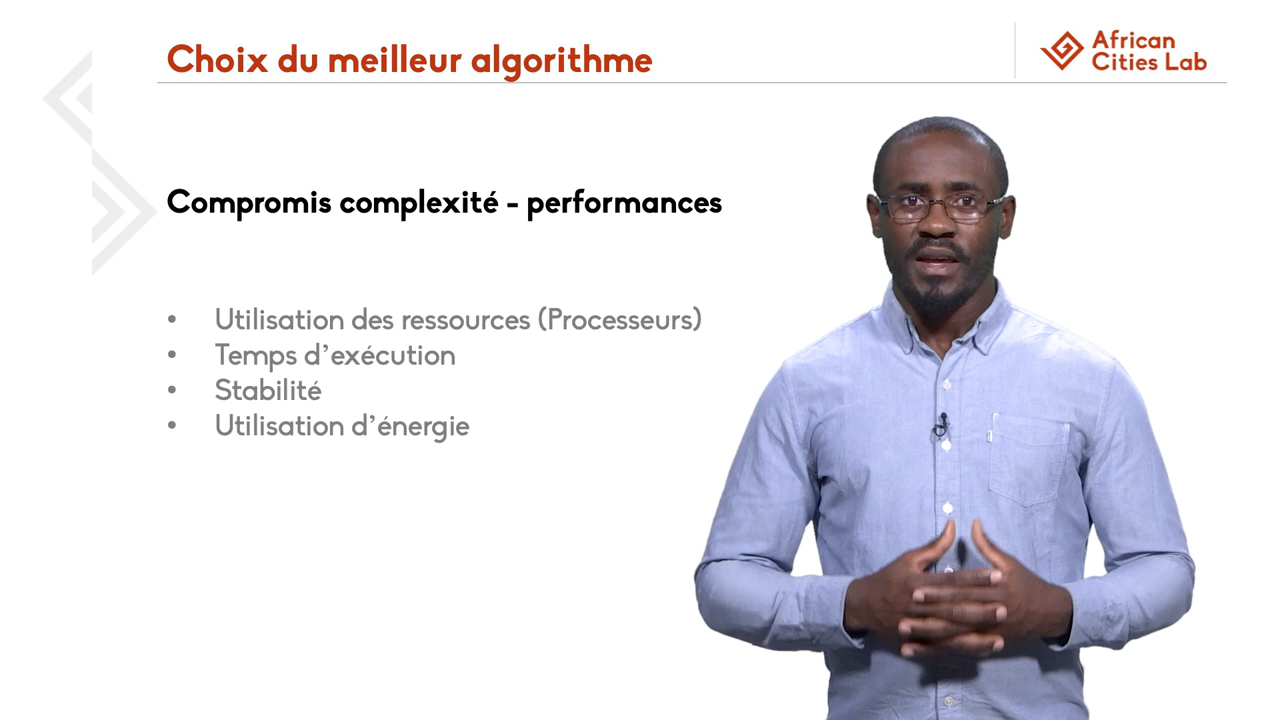 Choix du meilleur algorithme
African
Cities Lab
Compromis complexité - performances
• Utilisation des ressources (Processeurs)
• Temps d’exécution
• Stabilité
• Utilisation d’énergie